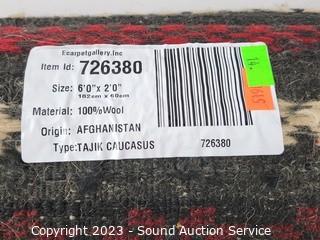 Ecarpetgallery,Inc
Item Id: 726380
Size: 6'0"x 2'0"
182cm x 60cm
Material: 100%Wool
Origin: AFGHANISTAN
Type:TAJIK CAUCASUS
726380
Copyright © 2023 - Sound Auction Service